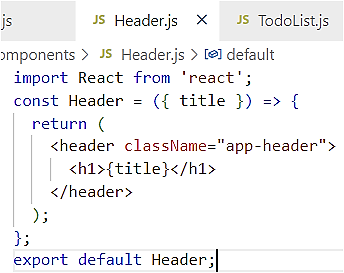 .js
JS Header.js ×
JS TodoList.js
omponents > JS Header.js > default
import React from 'react';
const Header = ({ title }) => {
  return (
    <header className="app-header">
      <h1>{title}</h1>
    </header>
  );
};
export default Header;